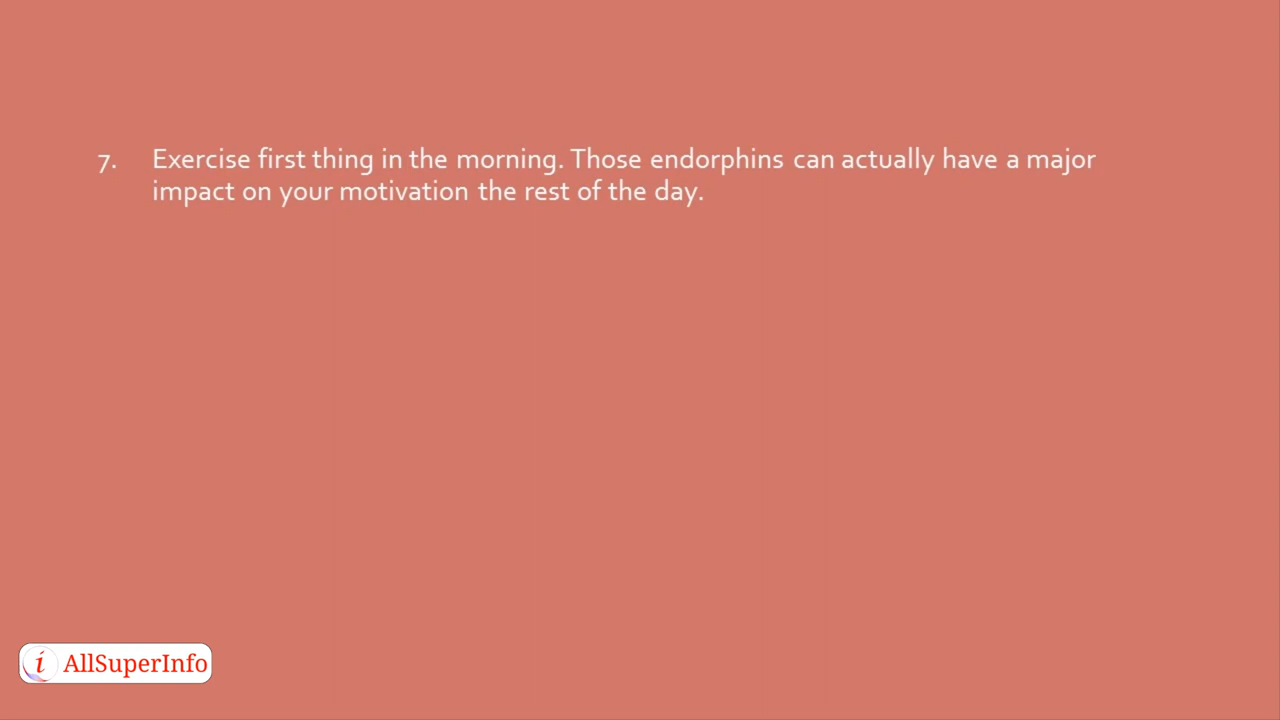 7. Exercise first thing in the morning. Those endorphins can actually have a major
impact on your motivation the rest of the day.
i AllSuperInfo